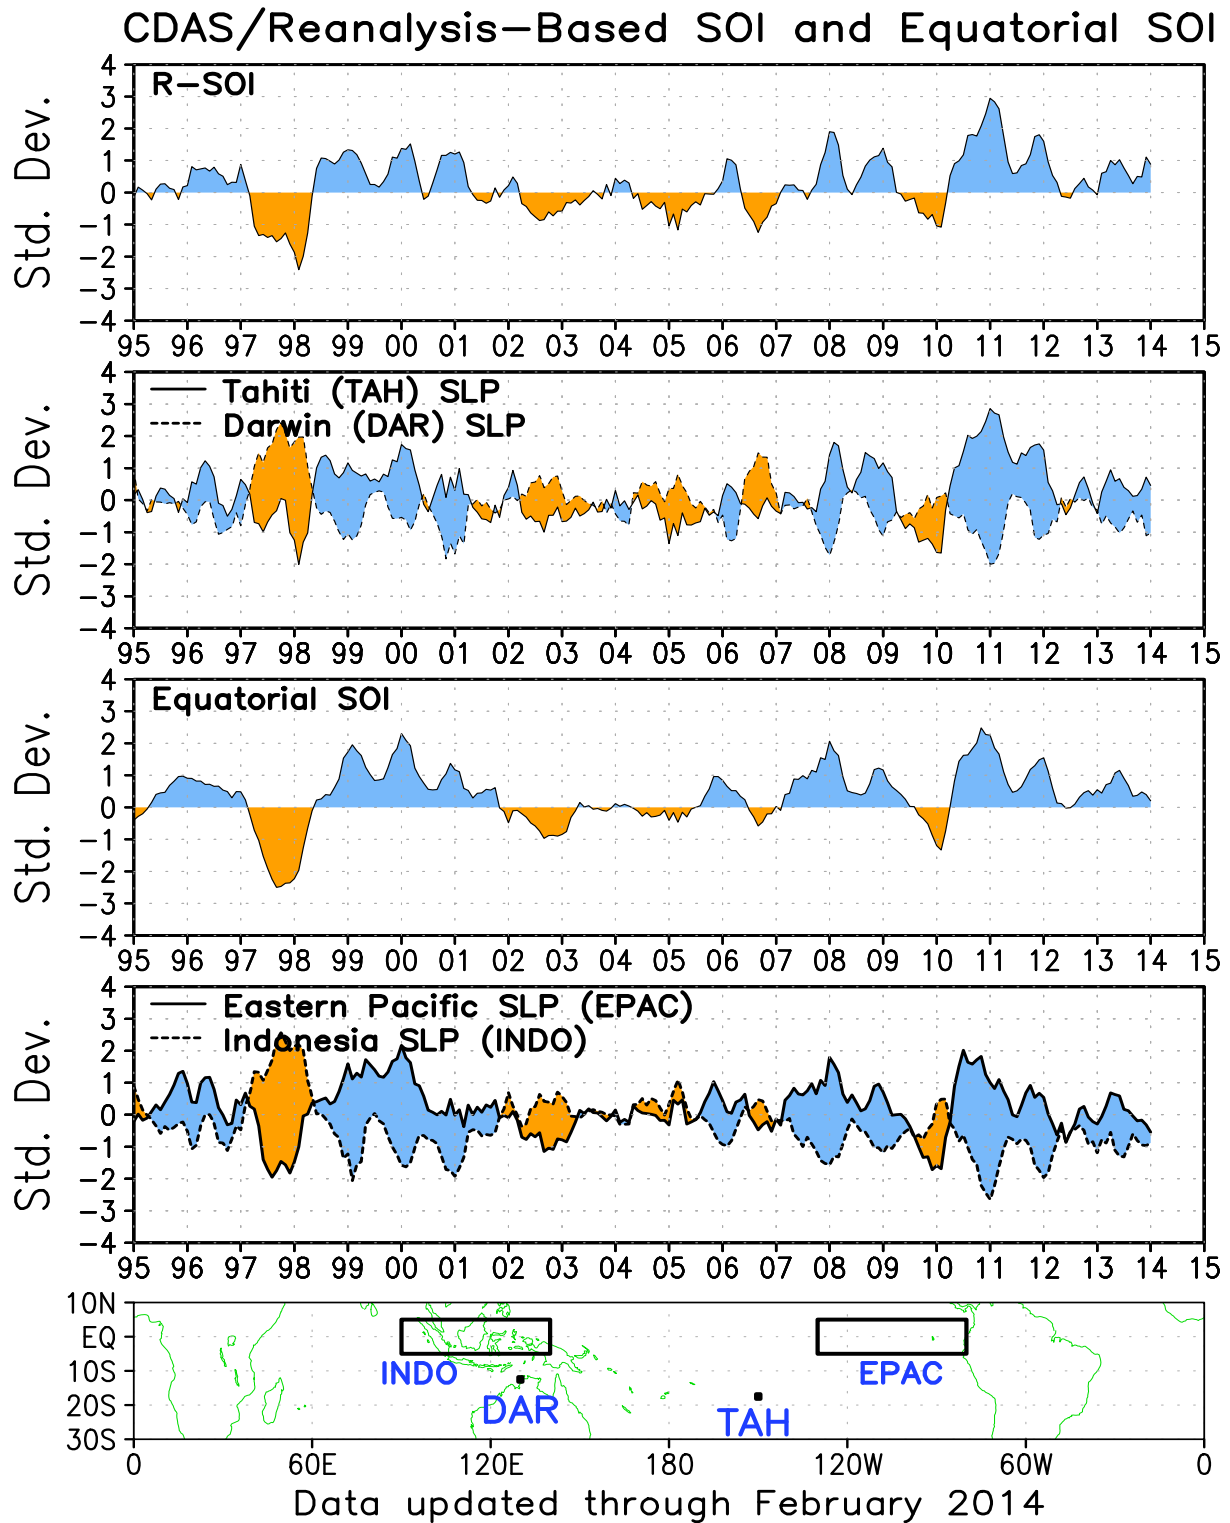 CDAS/Reanalysis-Based SOI and Equatorial SOI
R-SOI
Std. Dev.
4
3
2
1
0
-1
-2
-3
-4
95 96 97 98 99 00 01 02 03 04 05 06 07 08 09 10 11 12 13 14 15
Tahiti (TAH) SLP
Darwin (DAR) SLP
Std. Dev.
4
3
2
1
0
-1
-2
-3
-4
95 96 97 98 99 00 01 02 03 04 05 06 07 08 09 10 11 12 13 14 15
Equatorial SOI
Std. Dev.
4
3
2
1
0
-1
-2
-3
-4
95 96 97 98 99 00 01 02 03 04 05 06 07 08 09 10 11 12 13 14 15
Eastern Pacific SLP (EPAC)
Indonesia SLP (INDO)
Std. Dev.
4
3
2
1
0
-1
-2
-3
-4
95 96 97 98 99 00 01 02 03 04 05 06 07 08 09 10 11 12 13 14 15
10N
EQ
10S
20S
30S
INDO
EPAC
DAR
TAH
0 60E 120E 180 120W 60W 0
Data updated through February 2014